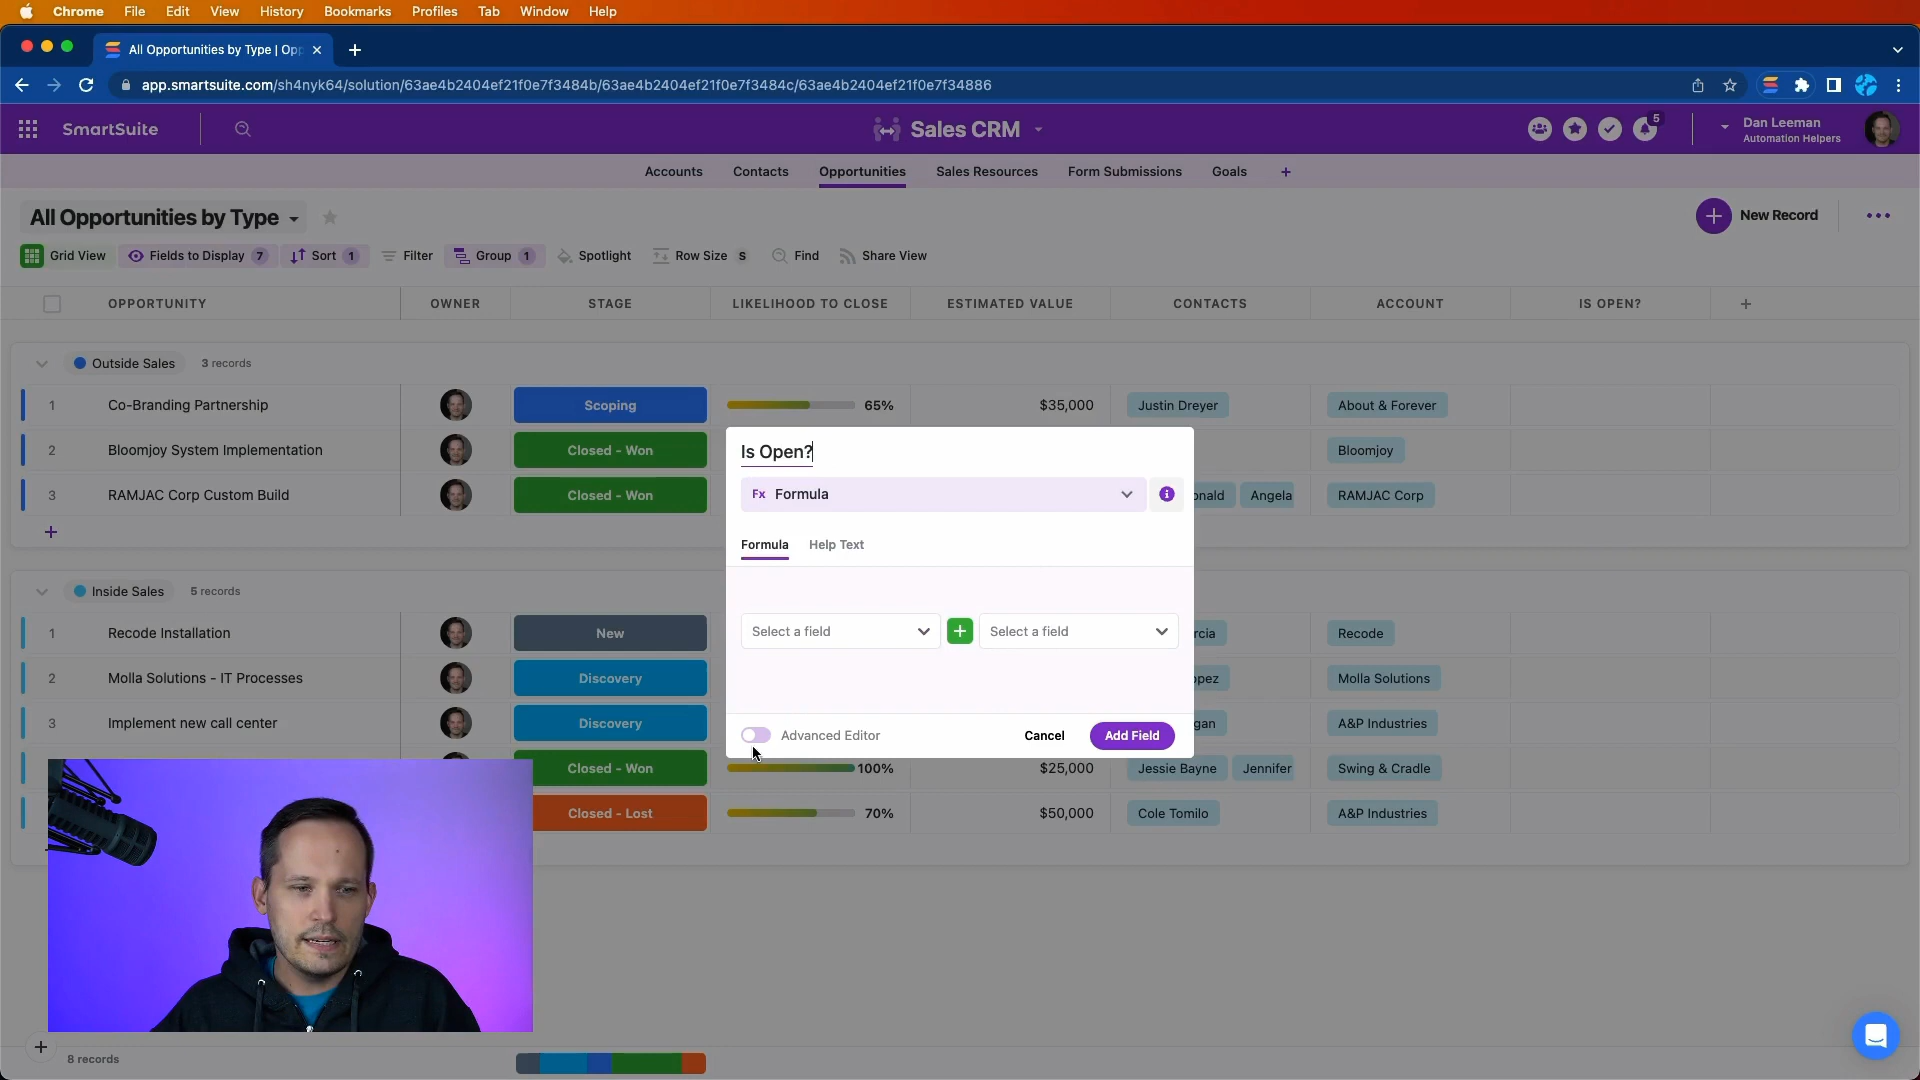 Chrome File Edit View History Bookmarks Profiles Tab Window Help
All Opportunities by Type | Opp
app.smartsuite.com/sh4nyk64/solution/63ae4b2404ef21f0e7f3484b/63ae4b2404ef21f0e7f3484c/63ae4b2404ef21f0e7f34886
SmartSuite Sales CRM 5 Dan Leeman
Automation Helpers
Accounts Contacts Opportunities Sales Resources Form Submissions Goals +
All Opportunities by Type New Record
Grid View Fields to Display 7 Sort 1 Filter Group 1 Spotlight Row Size S Find Share View
OPPORTUNITY OWNER STAGE LIKELIHOOD TO CLOSE ESTIMATED VALUE CONTACTS ACCOUNT IS OPEN? +
Outside Sales 3 records
1 Co-Branding Partnership Scoping 65% $35,000 Justin Dreyer About & Forever
2 Bloomjoy System Implementation Closed - Won Bloomjoy
3 RAMJAC Corp Custom Build Closed - Won onald Angela RAMJAC Corp
+
Is Open?
Fx Formula
Formula Help Text
Select a field + Select a field
Advanced Editor Cancel Add Field
Inside Sales 5 records
1 Recode Installation New rcia Recode
2 Molla Solutions - IT Processes Discovery opez Molla Solutions
3 Implement new call center Discovery gan A&P Industries
Closed - Won 100% $25,000 Jessie Bayne Jennifer Swing & Cradle
Closed - Lost 70% $50,000 Cole Tomilo A&P Industries
+ 8 records